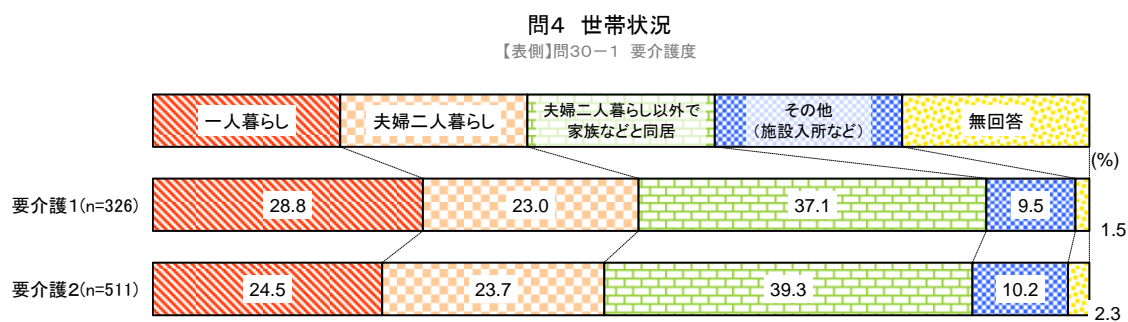 問4 世帯状況
【表側】問30-1 要介護度
一人暮らし
夫婦二人暮らし
夫婦二人暮らし以外で
家族などと同居
その他
(施設入所など)
無回答
(%)
要介護1(n=326)
28.8
23.0
37.1
9.5
1.5
要介護2(n=511)
24.5
23.7
39.3
10.2
2.3